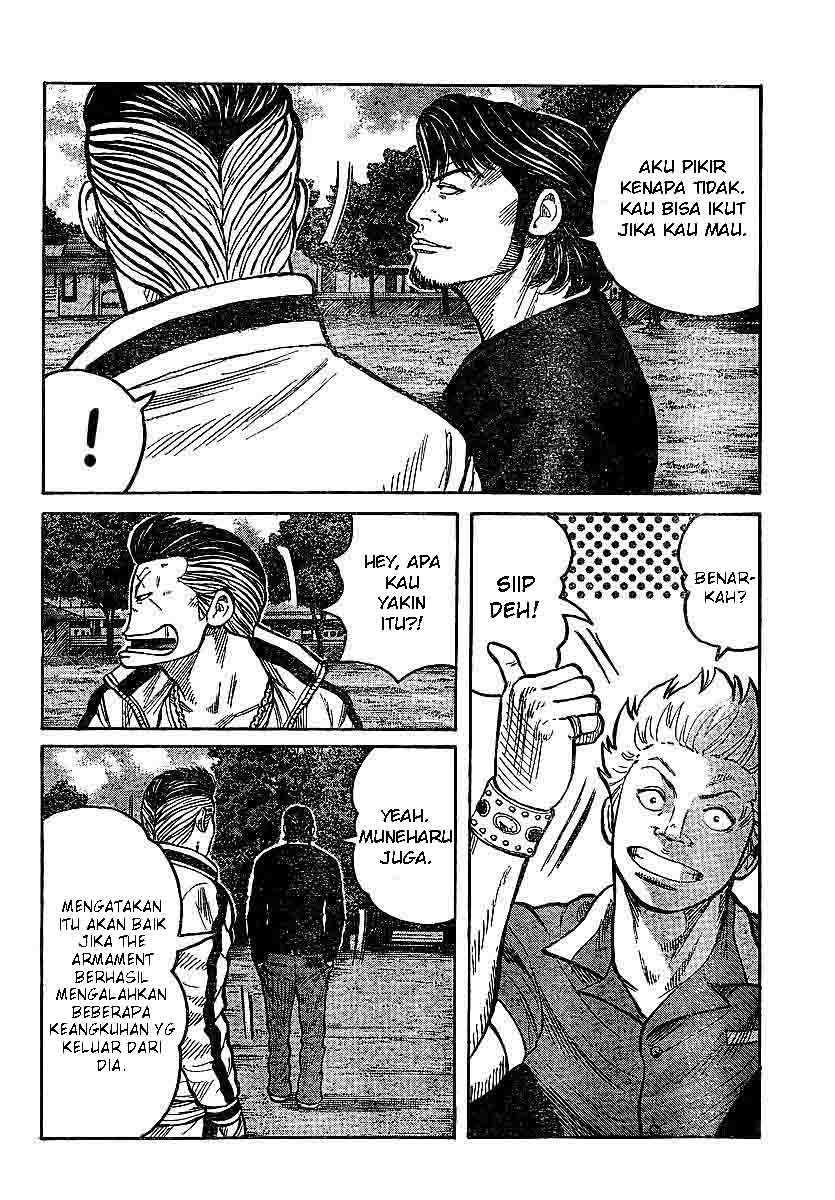 AKU PIKIR
KENAPA TIDAK.
KAU BISA IKUT
JIKA KAU MAU.
!
BENAR-
KAH?
SIIP
DEH!
HEY, APA
KAU
YAKIN
ITU?!
YEAH.
MUNEHARU
JUGA.
MENGATAKAN
ITU AKAN BAIK
JIKA THE
ARMAMENT
BERHASIL
MENGALAHKAN
BEBERAPA
KEANGKUHAN YG
KELUAR DARI
DIA.